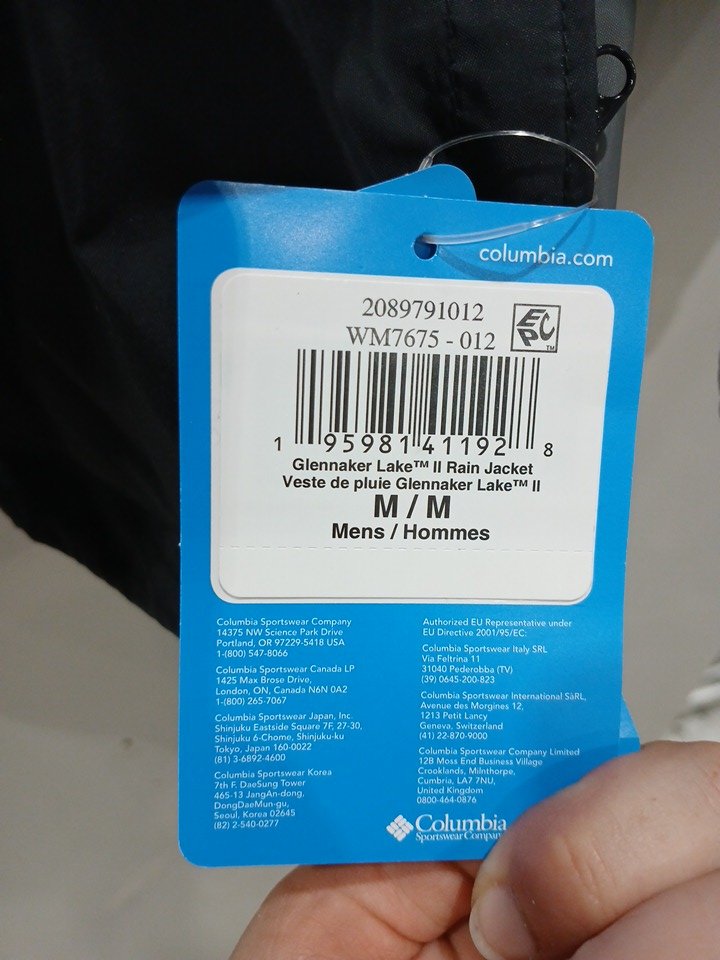 columbia.com
2089791012
WM7675 - 012
EPC
TM
1 95981 41192 8
Glennaker Lake™ II Rain Jacket
Veste de pluie Glennaker Lake™ II
M / M
Mens / Hommes
Columbia Sportswear Company
14375 NW Science Park Drive
Portland, OR 97229-5418 USA
1-(800) 547-8066
Columbia Sportswear Canada LP
1425 Max Brose Drive,
London, ON, Canada N6N 0A2
1-(800) 265-7067
Columbia Sportswear Japan, Inc.
Shinjuku Eastside Square 7F, 27-30,
Shinjuku 6-Chome, Shinjuku-ku
Tokyo, Japan 160-0022
(81) 3-6892-4600
Columbia Sportswear Korea
7th F. DaeSung Tower
465-13 JangAn-dong,
DongDaeMun-gu,
Seoul, Korea 02645
(82) 2-540-0277
Authorized EU Representative under
EU Directive 2001/95/EC:
Columbia Sportswear Italy SRL
Via Feltrina 11
31040 Pederobba (TV)
(39) 0645-200-823
Columbia Sportswear International SàRL,
Avenue des Morgines 12,
1213 Petit Lancy
Geneva, Switzerland
(41) 22-870-9000
Columbia Sportswear Company Limited
12B Moss End Business Village
Crooklands, Milnthorpe,
Cumbria, LA7 7NU,
United Kingdom
0800-464-0876
Columbia
Sportswear Company